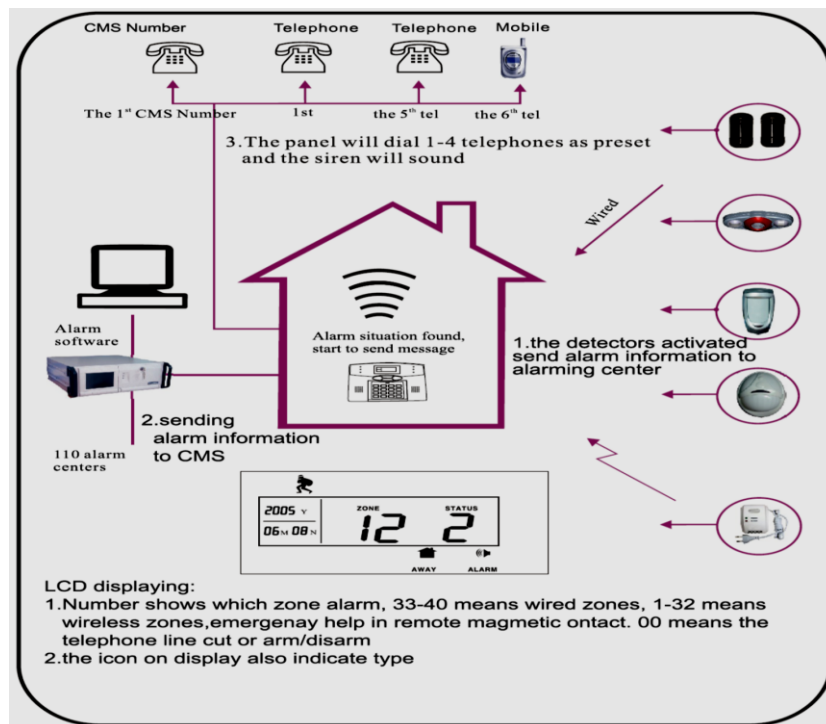 CMS Number Telephone Telephone Mobile
The 1st CMS Number 1st the 5th tel the 6th tel
3.The panel will dial 1-4 telephones as preset
and the siren will sound
Wired
Alarm situation found,
start to send message
1.the detectors activated
send alarm information to
alarming center
Alarm
software
2.sending
alarm information
to CMS
110 alarm
centers
ZONE STATUS
2005 Y
12 2
06 M 08 N
AWAY ALARM
LCD displaying:
1.Number shows which zone alarm, 33-40 means wired zones, 1-32 means
wireless zones,emergenay help in remote magmetic ontact. 00 means the
telephone line cut or arm/disarm
2.the icon on display also indicate type